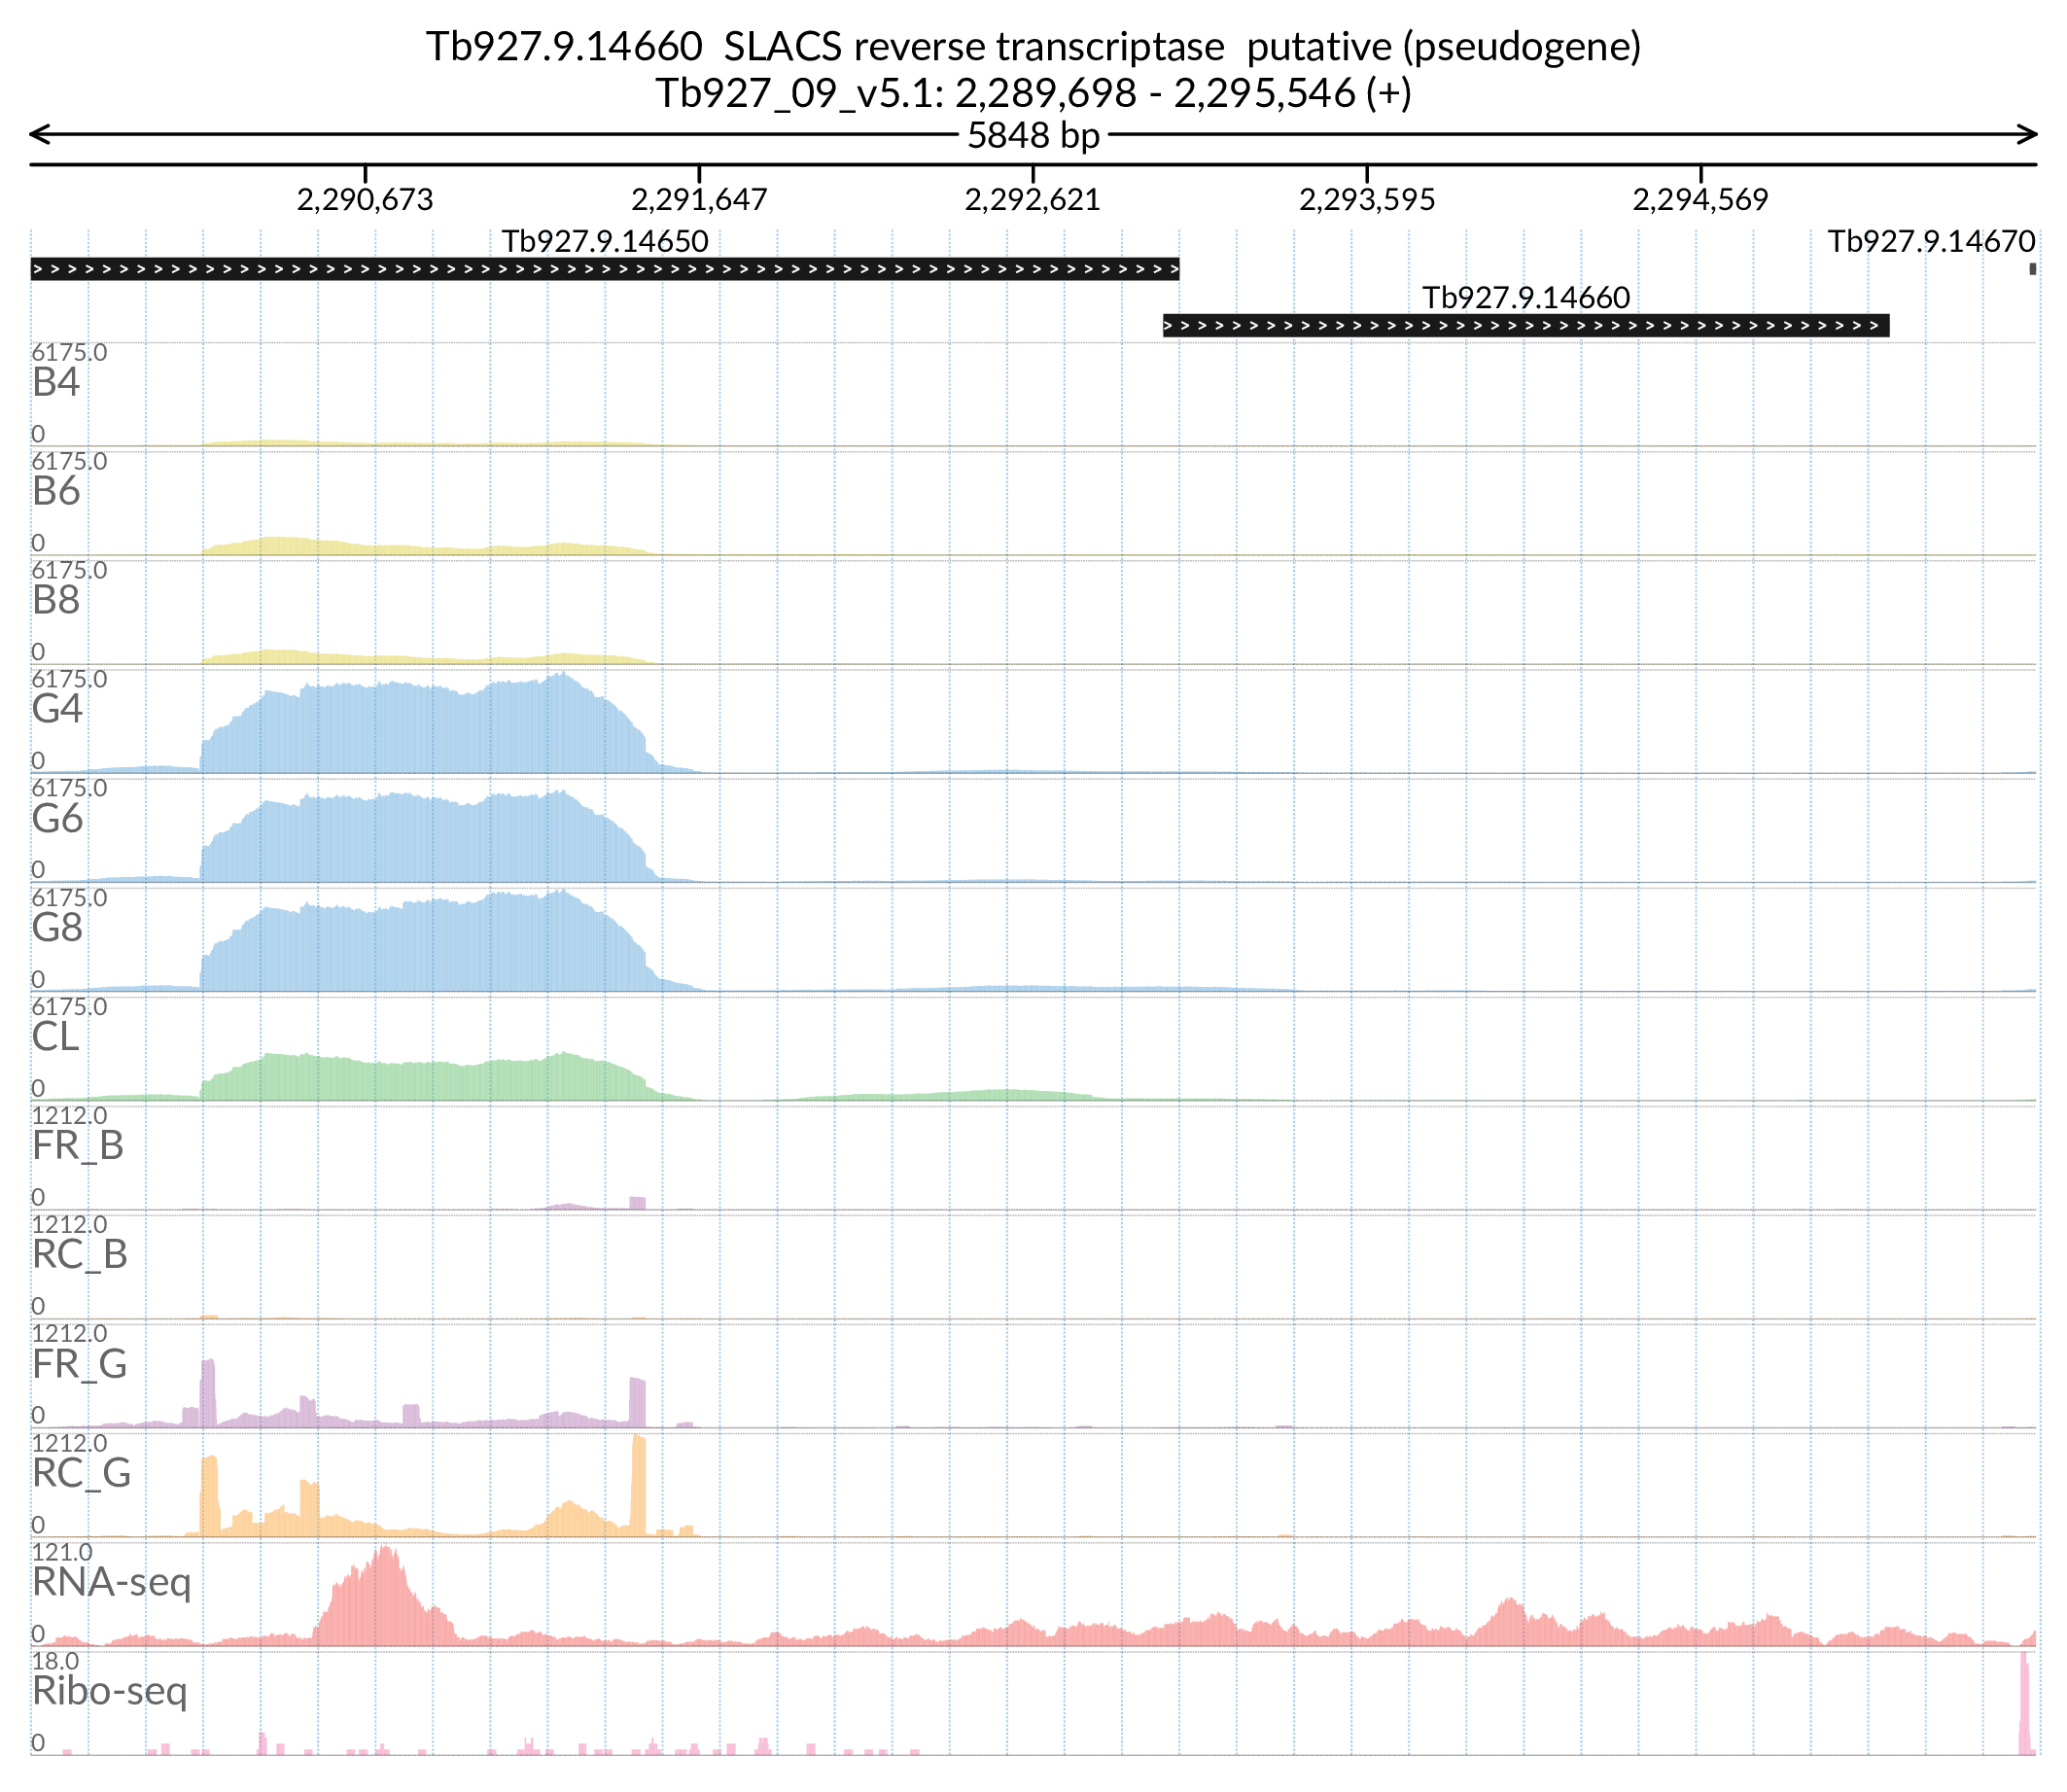 Tb927.9.14660  SLACS reverse transcriptase  putative (pseudogene)
Tb927_09_v5.1: 2,289,698 - 2,295,546 (+)
5848 bp
2,290,673 2,291,647 2,292,621 2,293,595 2,294,569
Tb927.9.14650 Tb927.9.14670
Tb927.9.14660
6175.0
B4
0
6175.0
B6
0
6175.0
B8
0
6175.0
G4
0
6175.0
G6
0
6175.0
G8
0
6175.0
CL
0
1212.0
FR_B
0
1212.0
RC_B
0
1212.0
FR_G
0
1212.0
RC_G
0
121.0
RNA-seq
0
18.0
Ribo-seq
0